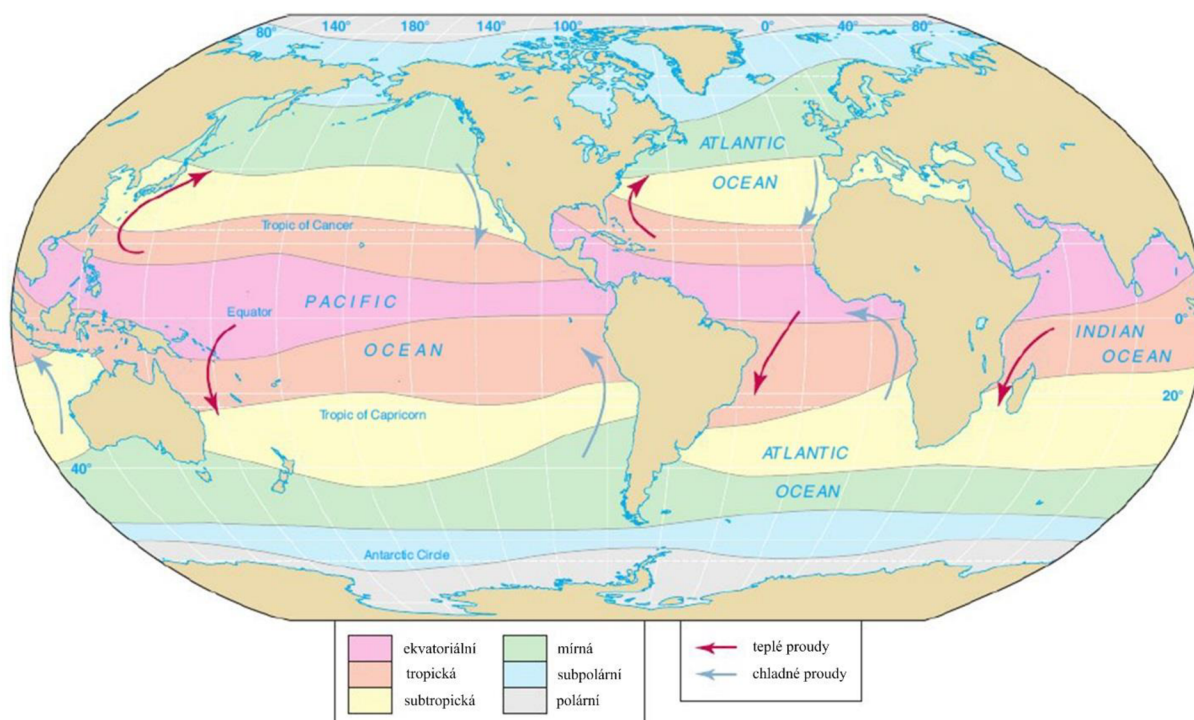 140° 180° 140° 100° 0° 40°
80° 80°
ATLANTIC
OCEAN
Tropic of Cancer
PACIFIC
Equator
0°
INDIAN
OCEAN
OCEAN
20°
Tropic of Capricorn
ATLANTIC
40°
OCEAN
Antarctic Circle
ekvatoriální
tropická
subtropická
mírná
subpolární
polární
teplé proudy
chladné proudy